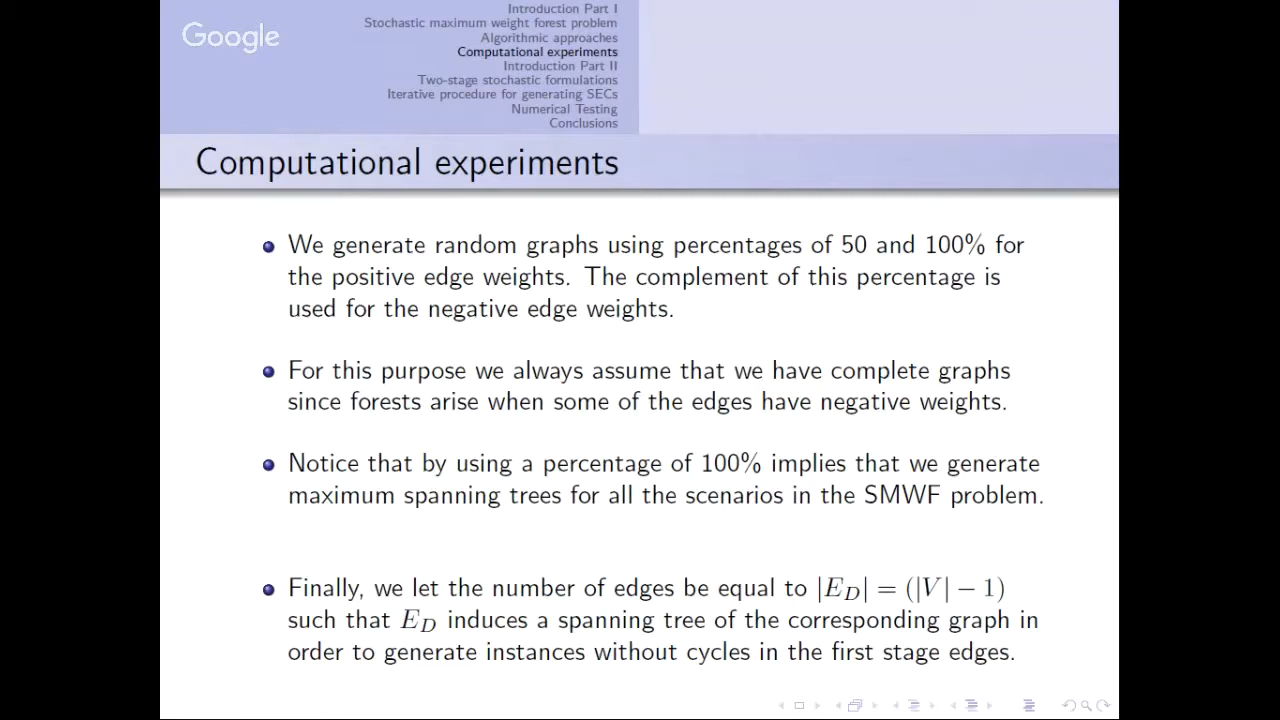 Google
Introduction Part I
Stochastic maximum weight forest problem
Algorithmic approaches
Computational experiments
Introduction Part II
Two-stage stochastic formulations
Iterative procedure for generating SECs
Numerical Testing
Conclusions
Computational experiments
We generate random graphs using percentages of 50 and 100% for
the positive edge weights. The complement of this percentage is
used for the negative edge weights.
For this purpose we always assume that we have complete graphs
since forests arise when some of the edges have negative weights.
Notice that by using a percentage of 100% implies that we generate
maximum spanning trees for all the scenarios in the SMWF problem.
Finally, we let the number of edges be equal to |E_D| = (|V| − 1)
such that E_D induces a spanning tree of the corresponding graph in
order to generate instances without cycles in the first stage edges.